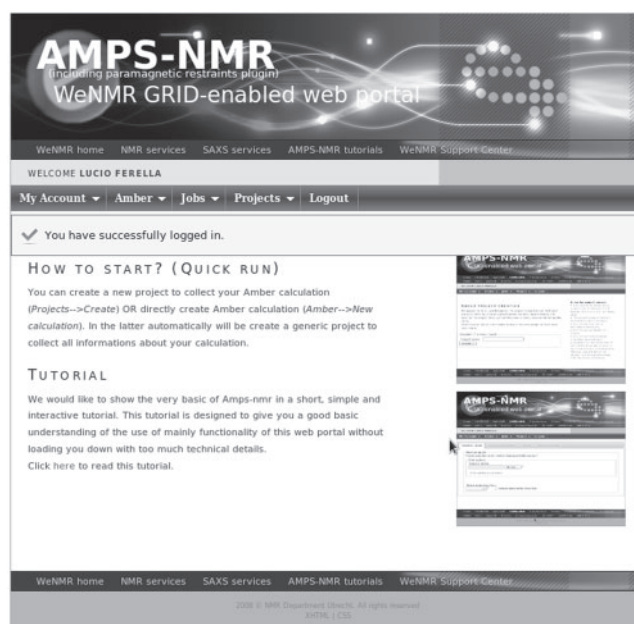 AMPS-NMR
(including paramagnetic restraints plugin)
WeNMR GRID-enabled web portal
WeNMR home NMR services SAXS services AMPS-NMR tutorials WeNMR Support Center
WELCOME LUCIO FERELLA
My Account Amber Jobs Projects Logout
You have successfully logged in.
HOW TO START? (QUICK RUN)
You can create a new project to collect your Amber calculation
(Projects-->Create) OR directly create Amber calculation (Amber-->New
calculation). In the latter automatically will be create a generic project to
collect all informations about your calculation.
TUTORIAL
We would like to show the very basic of Amps-nmr in a short, simple and
interactive tutorial. This tutorial is designed to give you a good basic
understanding of the use of mainly functionality of this web portal without
loading you down with too much technical details.
Click here to read this tutorial.
AMPS-NMR
AMPS-NMR
WeNMR home NMR services SAXS services AMPS-NMR tutorials WeNMR Support Center
2008 © NMR Department Utrecht. All rights reserved
XHTML | CSS